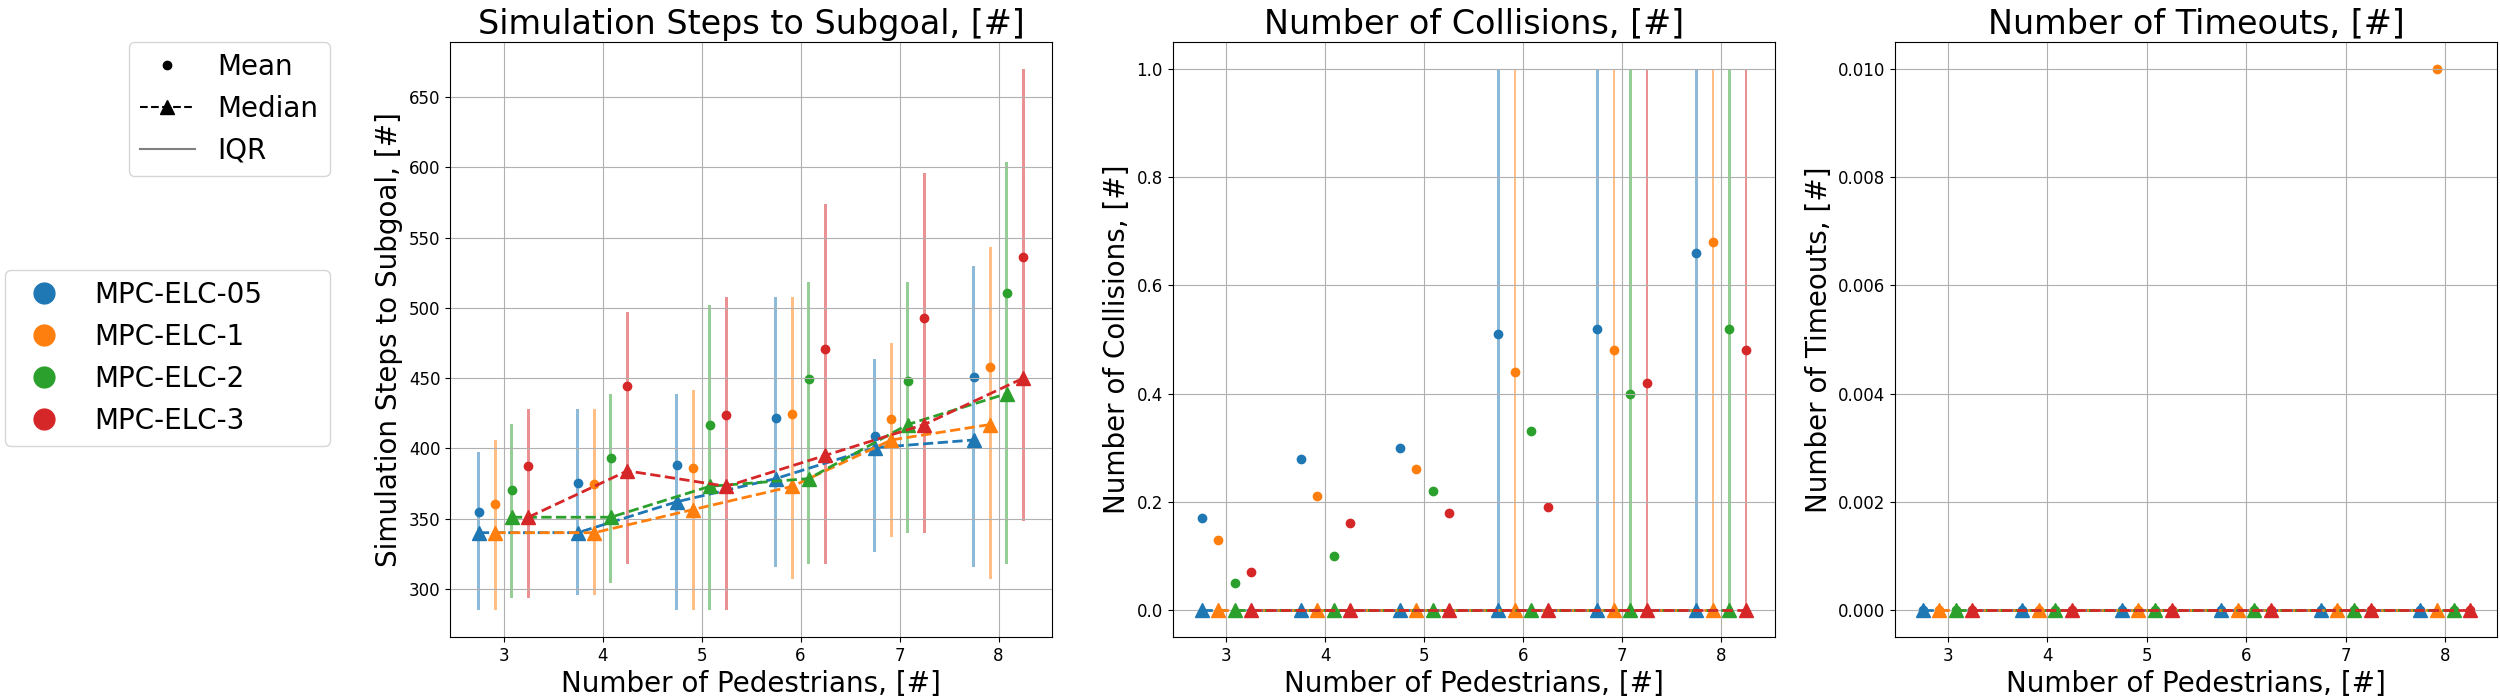 Mean
Median
IQR
MPC-ELC-05
MPC-ELC-1
MPC-ELC-2
MPC-ELC-3
Simulation Steps to Subgoal, [#]
Simulation Steps to Subgoal, [#]
650
600
550
500
450
400
350
300
3 4 5 6 7 8
Number of Pedestrians, [#]
Number of Collisions, [#]
Number of Collisions, [#]
1.0
0.8
0.6
0.4
0.2
0.0
3 4 5 6 7 8
Number of Pedestrians, [#]
Number of Timeouts, [#]
Number of Timeouts, [#]
0.010
0.008
0.006
0.004
0.002
0.000
3 4 5 6 7 8
Number of Pedestrians, [#]